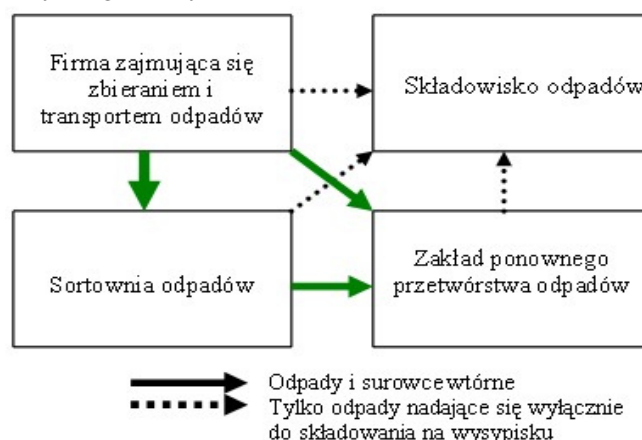 Firma zajmująca się
zbieraniem i
transportem odpadów
Składowisko odpadów
Sortownia odpadów
Zakład ponownego
przetwórstwa odpadów
Odpady i surowce wtórne
Tylko odpady nadające się wyłącznie
do składowania na wysypisku